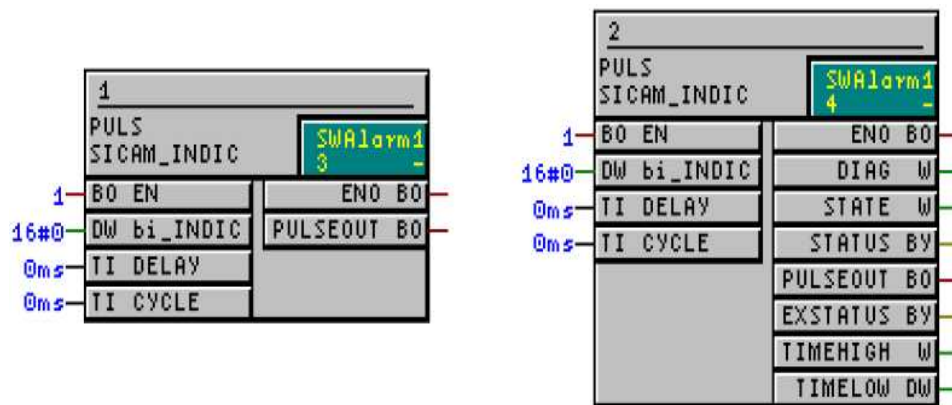 1
PULS
SICAM_INDIC
SWAlarm1
3 -
1 BO EN ENO BO
16#0 DW bi_INDIC PULSEOUT BO
0ms TI DELAY
0ms TI CYCLE
2
PULS
SICAM_INDIC
SWAlarm1
4 -
1 BO EN ENO BO
16#0 DW bi_INDIC DIAG W
0ms TI DELAY STATE W
0ms TI CYCLE STATUS BY
PULSEOUT BO
EXSTATUS BY
TIMEHIGH W
TIMELOW DW